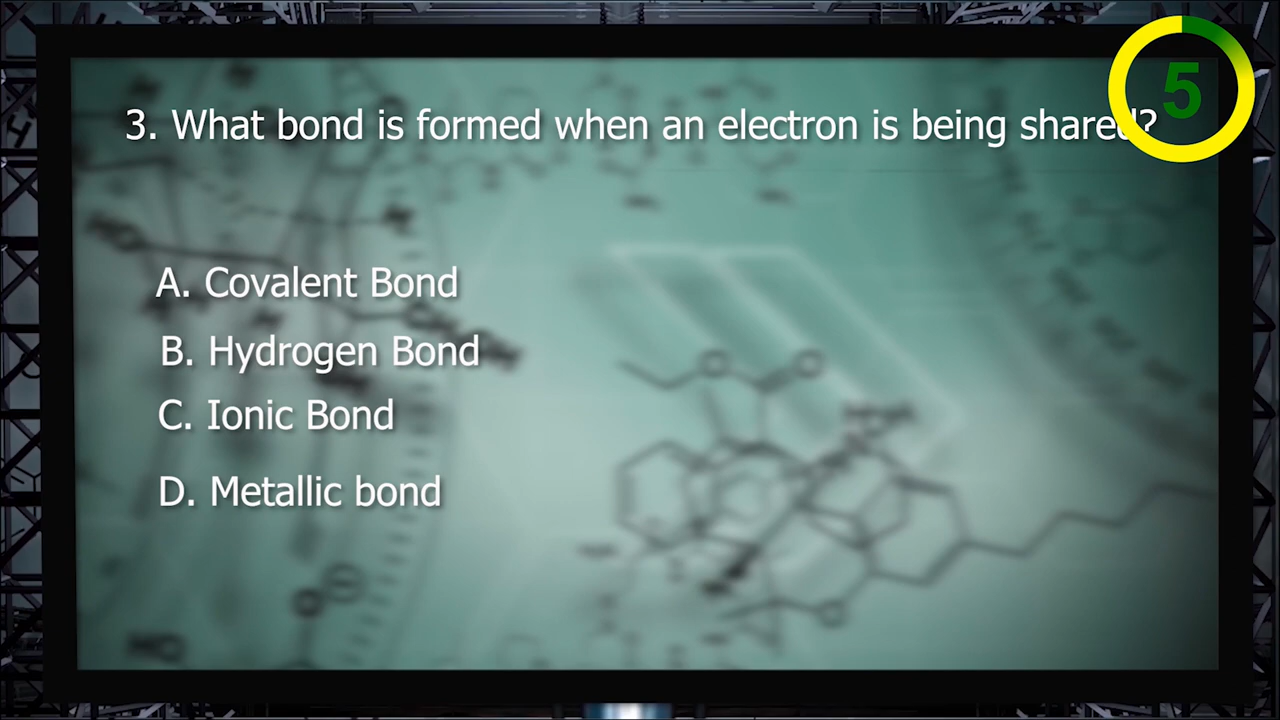 3. What bond is formed when an electron is being shared?
5
A. Covalent Bond
B. Hydrogen Bond
C. Ionic Bond
D. Metallic bond